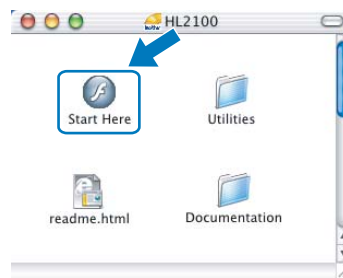 HL2100
Start Here
Utilities
readme.html
Documentation